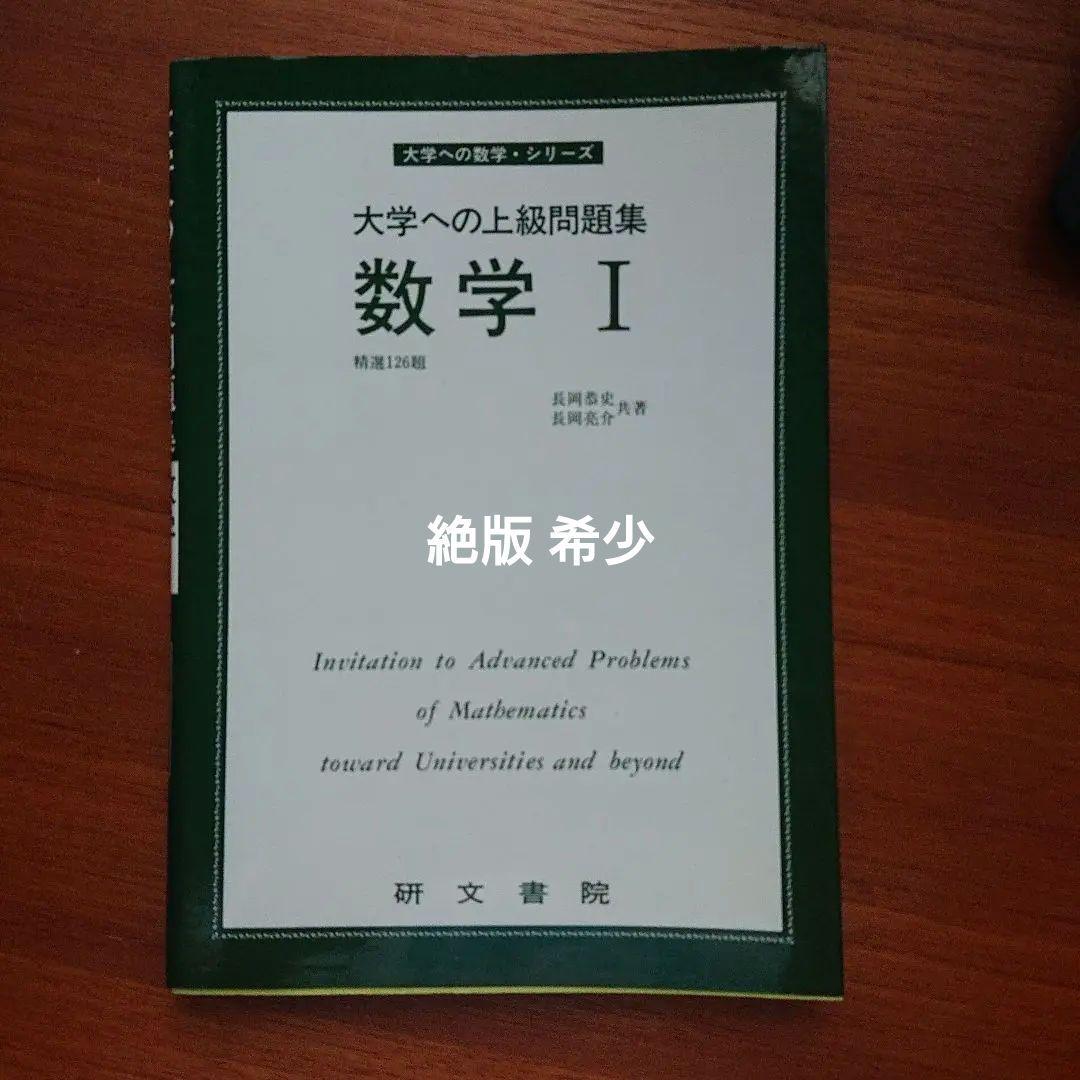 大学への数学・シリーズ
大学への上級問題集
数学 Ⅰ
精選126題
長岡恭史
長岡亮介 共著
絶版 希少
Invitation to Advanced Problems
of Mathematics
toward Universities and beyond
研文書院